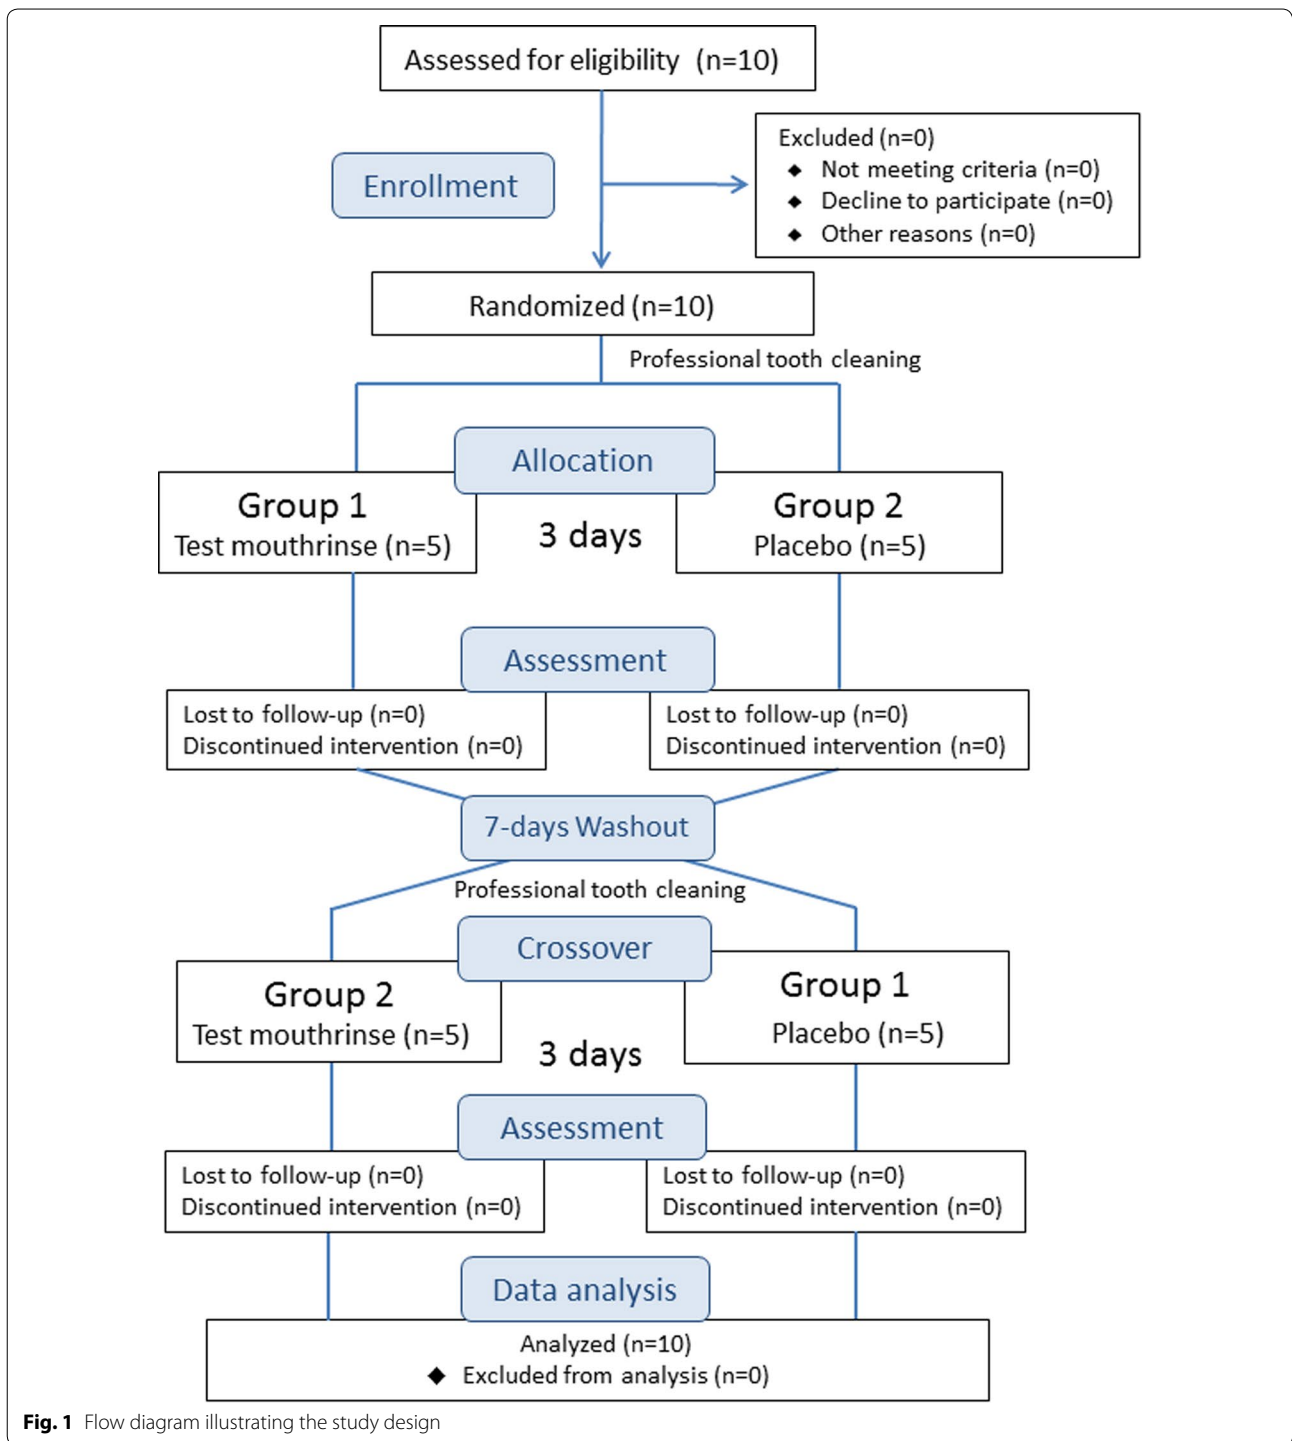 Assessed for eligibility (n=10)
Excluded (n=0)
◆ Not meeting criteria (n=0)
◆ Decline to participate (n=0)
◆ Other reasons (n=0)
Enrollment
Randomized (n=10)
Professional tooth cleaning
Allocation
Group 1
Test mouthrinse (n=5)
3 days
Group 2
Placebo (n=5)
Assessment
Lost to follow-up (n=0)
Discontinued intervention (n=0)
Lost to follow-up (n=0)
Discontinued intervention (n=0)
7-days Washout
Professional tooth cleaning
Crossover
Group 2
Test mouthrinse (n=5)
3 days
Group 1
Placebo (n=5)
Assessment
Lost to follow-up (n=0)
Discontinued intervention (n=0)
Lost to follow-up (n=0)
Discontinued intervention (n=0)
Data analysis
Analyzed (n=10)
◆ Excluded from analysis (n=0)
Fig. 1 Flow diagram illustrating the study design